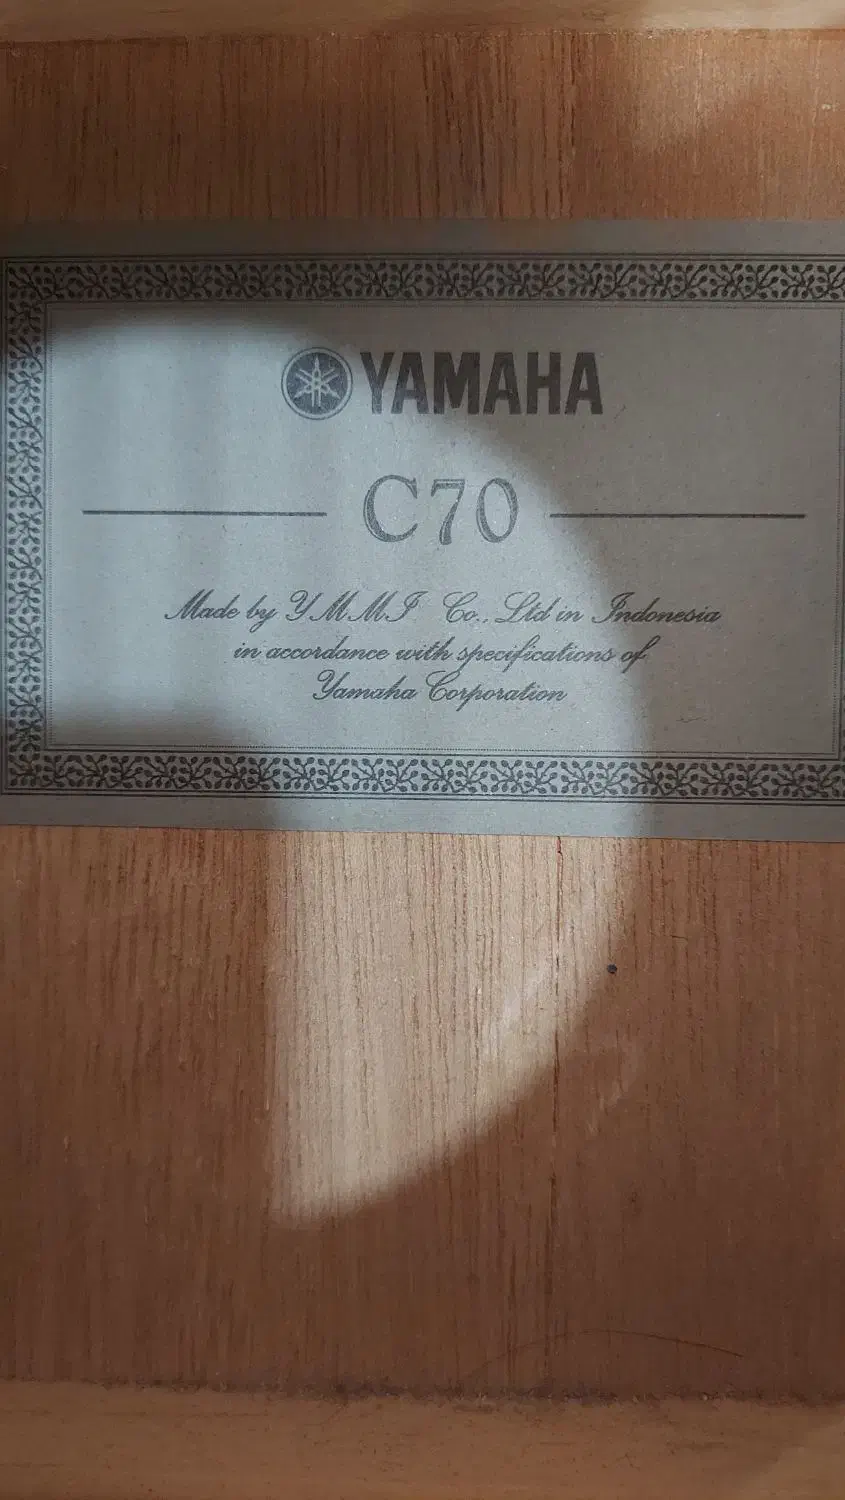 YAMAHA
C70
Made by YMMI Co., Ltd in Indonesia
in accordance with specifications of
Yamaha Corporation